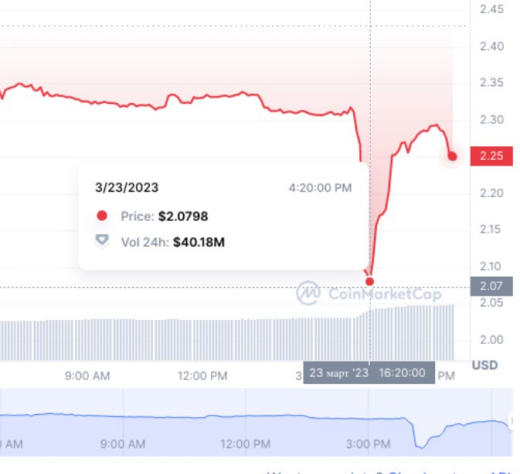 2.45
2.40
2.35
2.30
2.25
2.20
2.15
2.10
2.07
2.05
2.00
3/23/2023 4:20:00 PM
Price: $2.0798
Vol 24h: $40.18M
CoinMarketCap
USD
9:00 AM 12:00 PM 3 23 март '23 16:20:00 PM
AM 9:00 AM 12:00 PM 3:00 PM